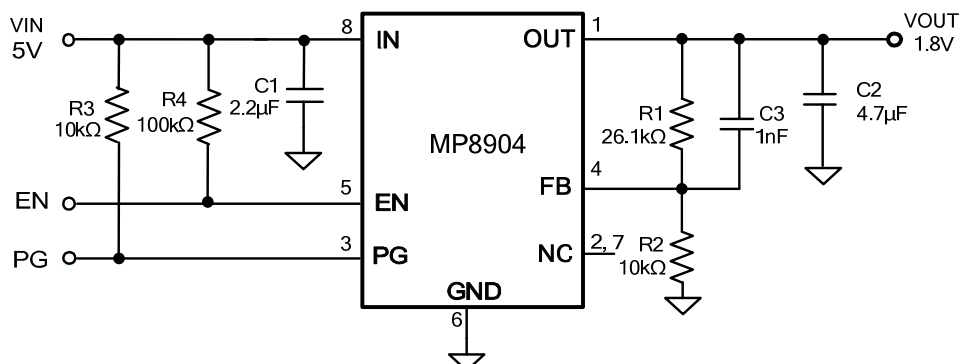 VIN
5V
8
IN
OUT
1
VOUT
1.8V
R3
10kΩ
R4
100kΩ
C1
2.2µF
MP8904
R1
26.1kΩ
C3
1nF
C2
4.7µF
EN
5
EN
FB
4
PG
3
PG
NC
2, 7
R2
10kΩ
GND
6